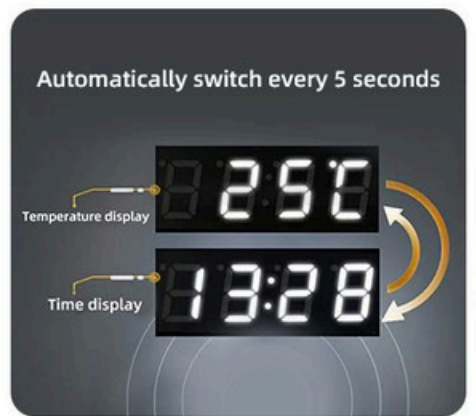 Automatically switch every 5 seconds
25℃
Temperature display
13:28
Time display